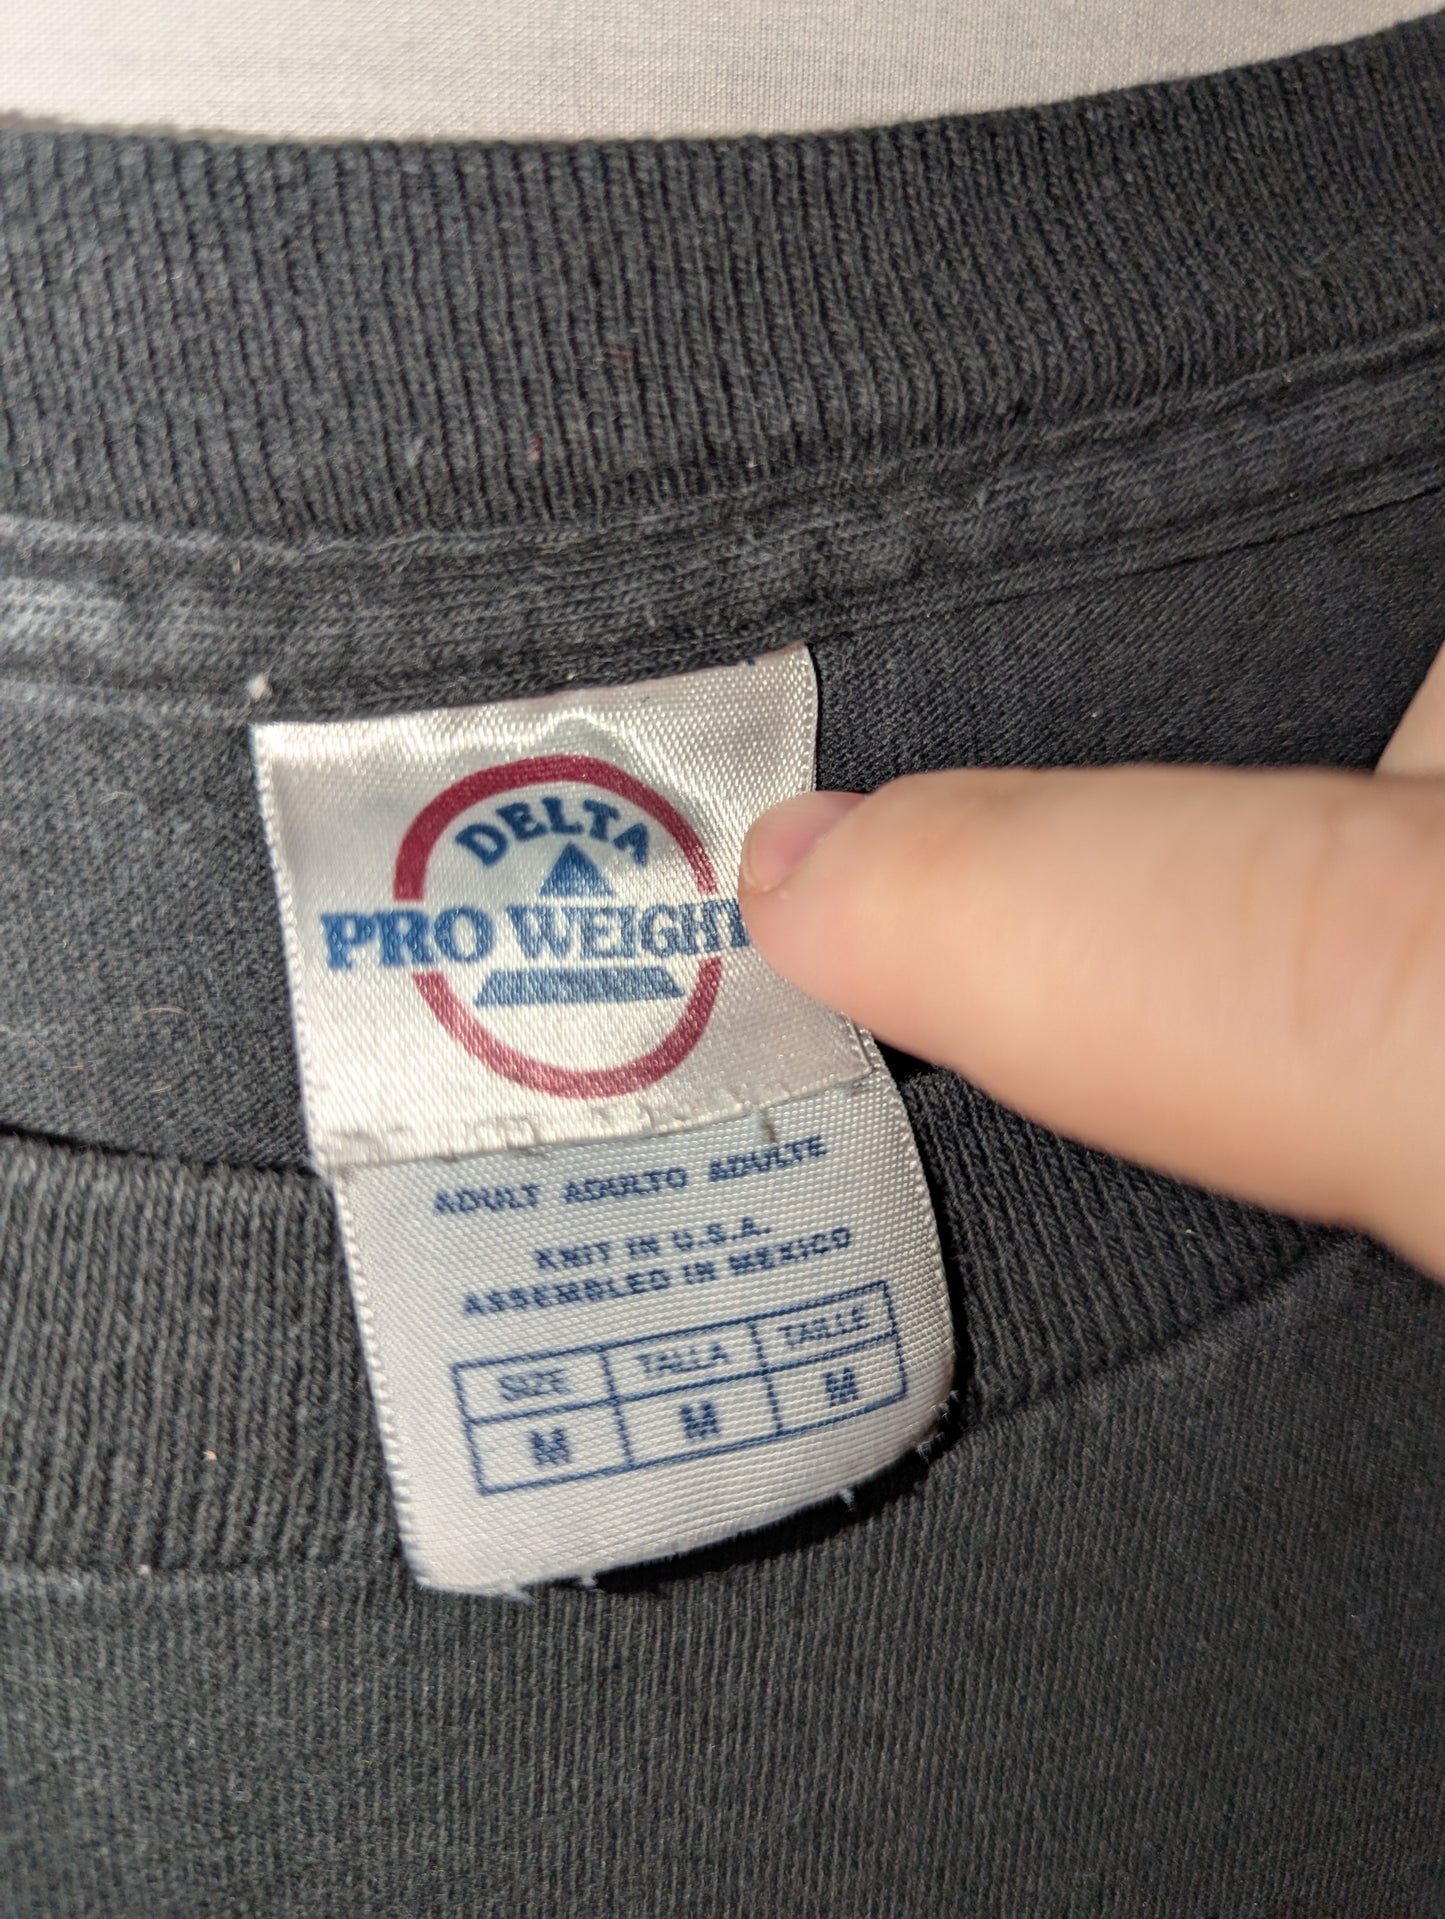 DELTA
PRO WEIGHT
ADULT ADULTO ADULTE
KNIT IN U.S.A.
ASSEMBLED IN MEXICO
SIZE TALLA TAILLE
M M M